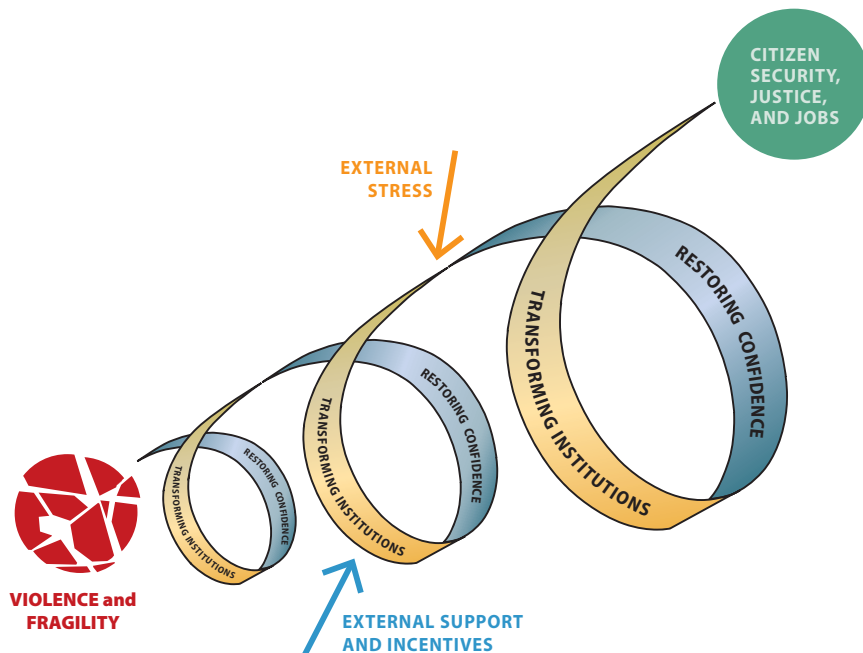 CITIZEN
SECURITY,
JUSTICE,
AND JOBS
EXTERNAL
STRESS
RESTORING CONFIDENCE
TRANSFORMING INSTITUTIONS
RESTORING CONFIDENCE
TRANSFORMING INSTITUTIONS
RESTORING CONFIDENCE
TRANSFORMING INSTITUTIONS
VIOLENCE and
FRAGILITY
EXTERNAL SUPPORT
AND INCENTIVES